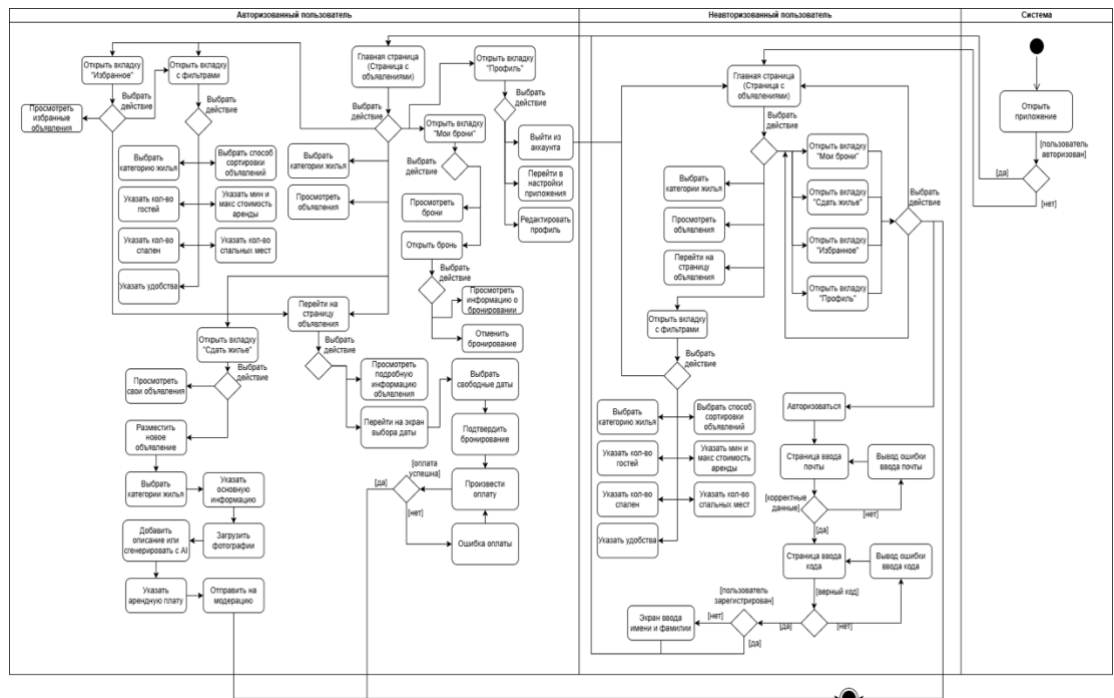 Авторизованный пользователь
Неавторизованный пользователь
Система
Открыть вкладку
"Избранное"
Открыть вкладку
с фильтрами
Выбрать
действие
Выбрать
действие
Просмотреть
избранные
объявления
Выбрать
категорию жилья
Выбрать способ
сортировки
объявлений
Указать кол-во
гостей
Указать мин и
макс стоимость
аренды
Указать кол-во
спален
Указать кол-во
спальных мест
Указать удобства
Главная страница
(Страница с
объявлениями)
Выбрать
действие
Выбрать
категории жилья
Просмотреть
объявления
Открыть вкладку
"Профиль"
Выбрать
действие
Выйти из
аккаунта
Перейти в
настройки
приложения
Редактировать
профиль
Открыть вкладку
"Мои брони"
Выбрать
действие
Просмотреть
брони
Открыть бронь
Выбрать
действие
Просмотреть
информацию о
бронировании
Отменить
бронирование
Перейти на
страницу
объявления
Выбрать
действие
Просмотреть
подробную
информацию
объявления
Перейти на экран
выбора даты
Выбрать
свободные даты
Подтвердить
бронирование
Произвести
оплату
Ошибка оплаты
[оплата
успешна]
[да]
[нет]
Открыть вкладку
"Сдать жилье"
Выбрать
действие
Просмотреть
свои объявления
Разместить
новое
объявление
Выбрать
категории жилья
Указать
основную
информацию
Добавить
описание или
сгенерировать с AI
Загрузить
фотографии
Указать
арендную плату
Отправить на
модерацию
Главная страница
(Страница с
объявлениями)
Выбрать
действие
Выбрать
категории жилья
Просмотреть
объявления
Перейти на
страницу
объявления
Открыть вкладку
"Мои брони"
Открыть вкладку
"Сдать жилье"
Открыть вкладку
"Избранное"
Открыть вкладку
"Профиль"
Выбрать
действие
Открыть вкладку
с фильтрами
Выбрать
действие
Выбрать
категорию жилья
Выбрать способ
сортировки
объявлений
Указать кол-во
гостей
Указать мин и
макс стоимость
аренды
Указать кол-во
спален
Указать кол-во
спальных мест
Указать удобства
Авторизоваться
Страница ввода
почты
Вывод ошибки
ввода почты
[корректные
данные]
[нет]
[да]
Страница ввода
кода
Вывод ошибки
ввода кода
[верный код]
[да]
[нет]
[пользователь
зарегистрирован]
[нет]
[да]
Экран ввода
имени и фамилии
Открыть
приложение
[пользователь
авторизован]
[да]
[нет]